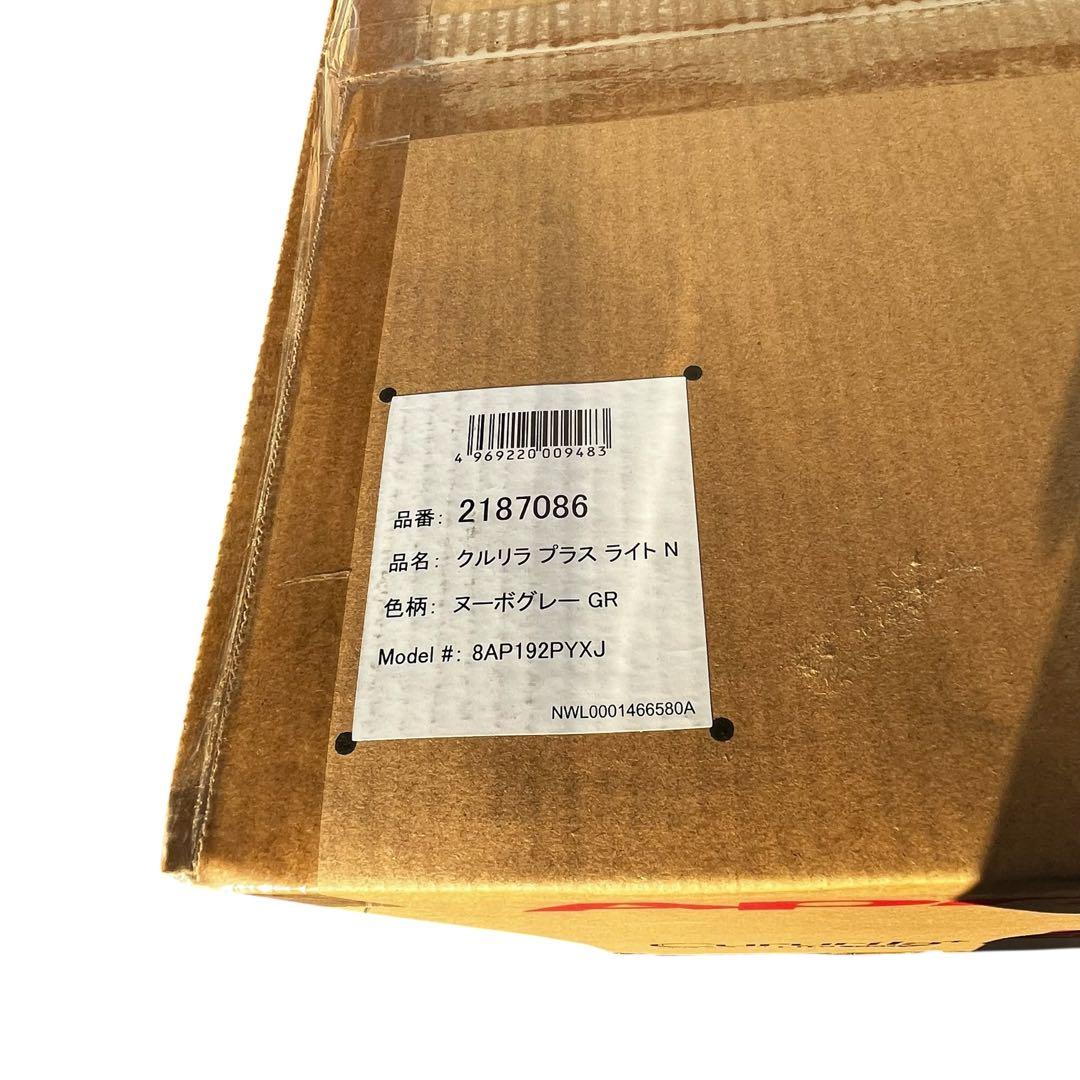 4 969220 009483
品番: 2187086
品名: クルリラ プラス ライト N
色柄: ヌーボグレー GR
Model #: 8AP192PYXJ
NWL0001466580A